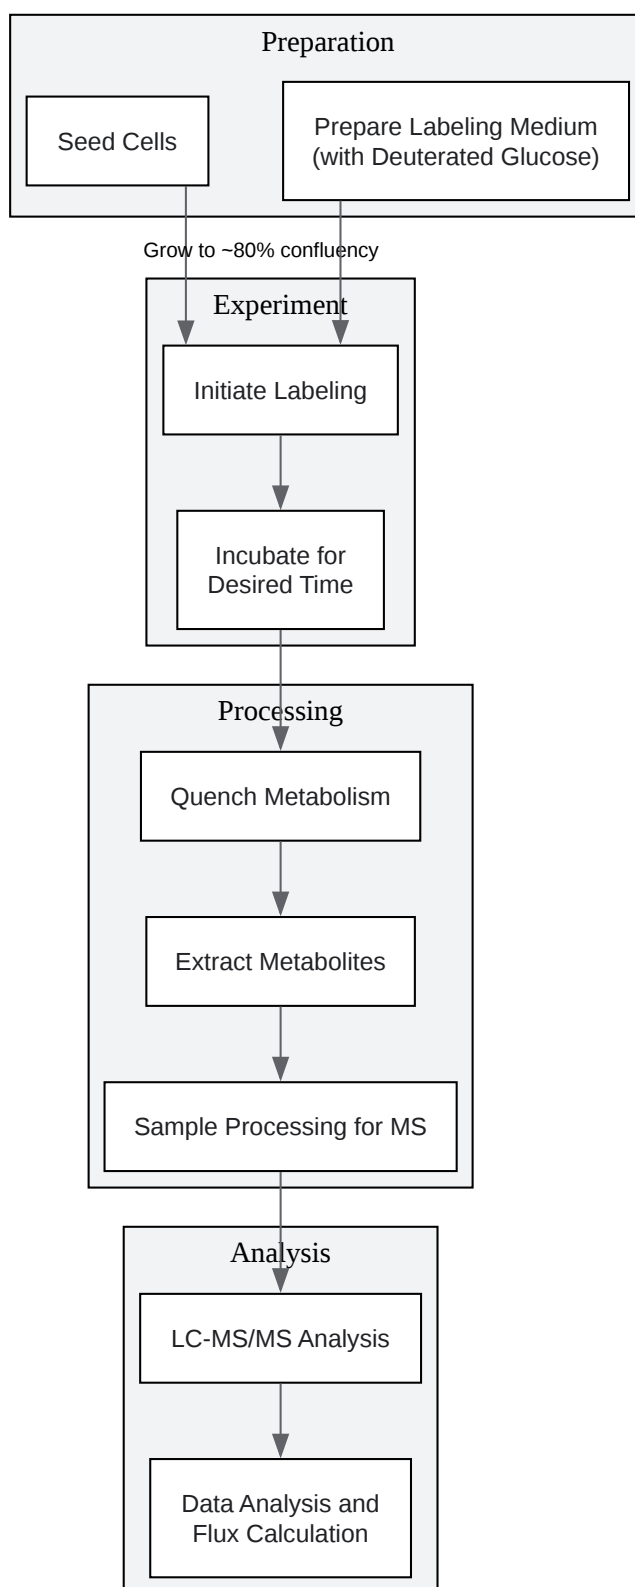 Preparation
Seed Cells
Prepare Labeling Medium
(with Deuterated Glucose)
Grow to ~80% confluency
Experiment
Initiate Labeling
Incubate for
Desired Time
Processing
Quench Metabolism
Extract Metabolites
Sample Processing for MS
Analysis
LC-MS/MS Analysis
Data Analysis and
Flux Calculation